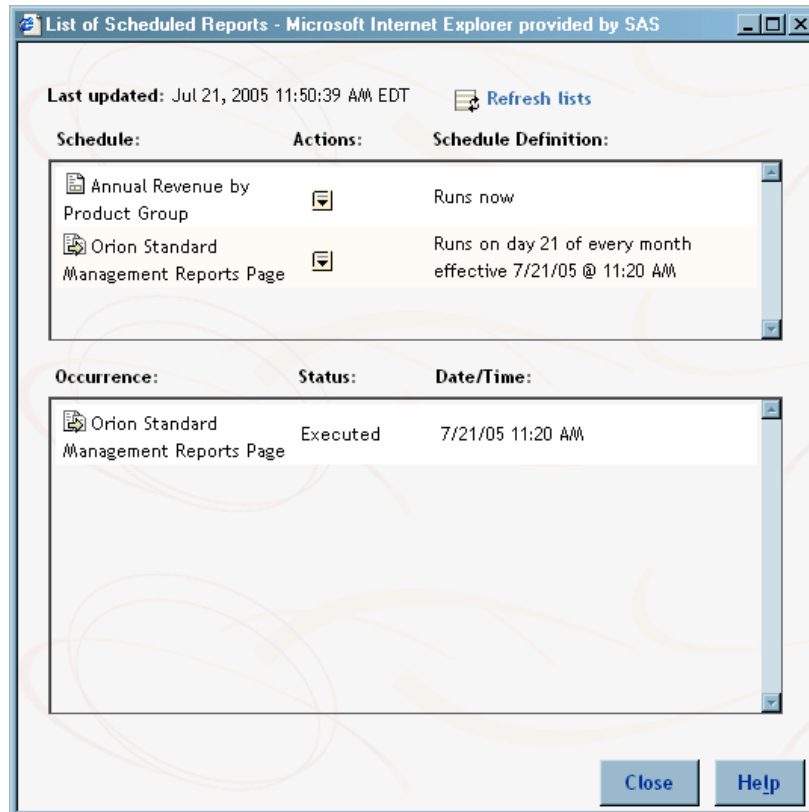 List of Scheduled Reports - Microsoft Internet Explorer provided by SAS
Last updated: Jul 21, 2005 11:50:39 AM EDT Refresh lists
Schedule: Actions: Schedule Definition:
Annual Revenue by
Product Group
Runs now
Orion Standard
Management Reports Page
Runs on day 21 of every month
effective 7/21/05 @ 11:20 AM
Occurrence: Status: Date/Time:
Orion Standard
Management Reports Page
Executed 7/21/05 11:20 AM
Close Help